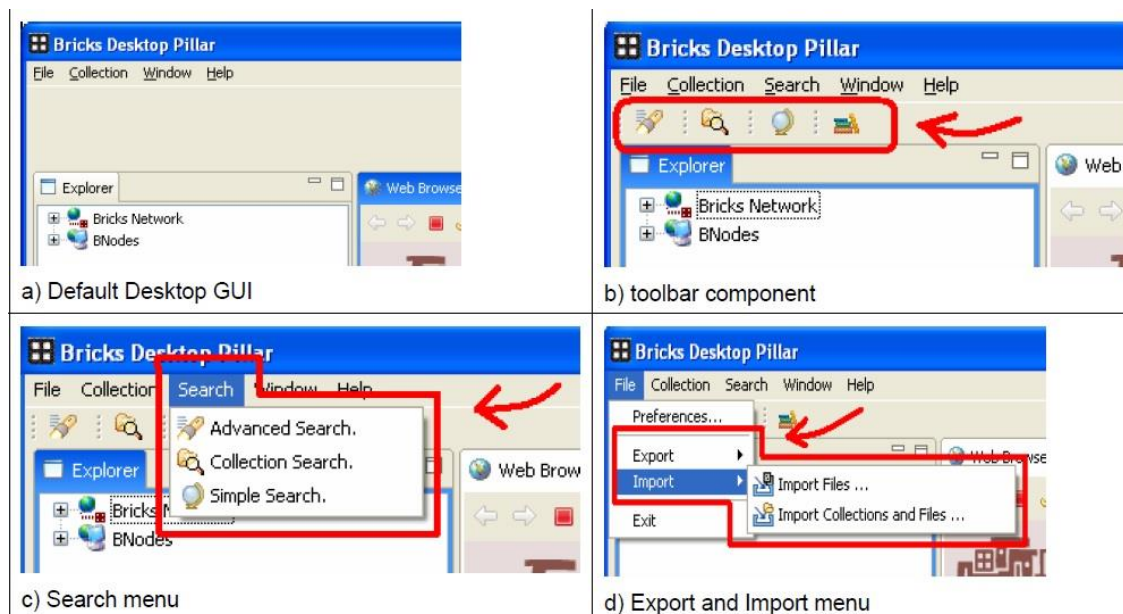 Bricks Desktop Pillar
File Collection Window Help
Explorer
Web Browse
Bricks Network
BNodes
a) Default Desktop GUI
Bricks Desktop Pillar
File Collection Search Window Help
Explorer
Web
Bricks Network
BNodes
b) toolbar component
Bricks Desktop Pillar
File Collection Search Window Help
Advanced Search.
Collection Search.
Simple Search.
Explorer
Web Brow
Bricks N
BNodes
c) Search menu
Bricks Desktop Pillar
File Collection Search Window Help
Preferences...
Export
Import
Exit
Import Files ...
Import Collections and Files ...
Web Browse
d) Export and Import menu